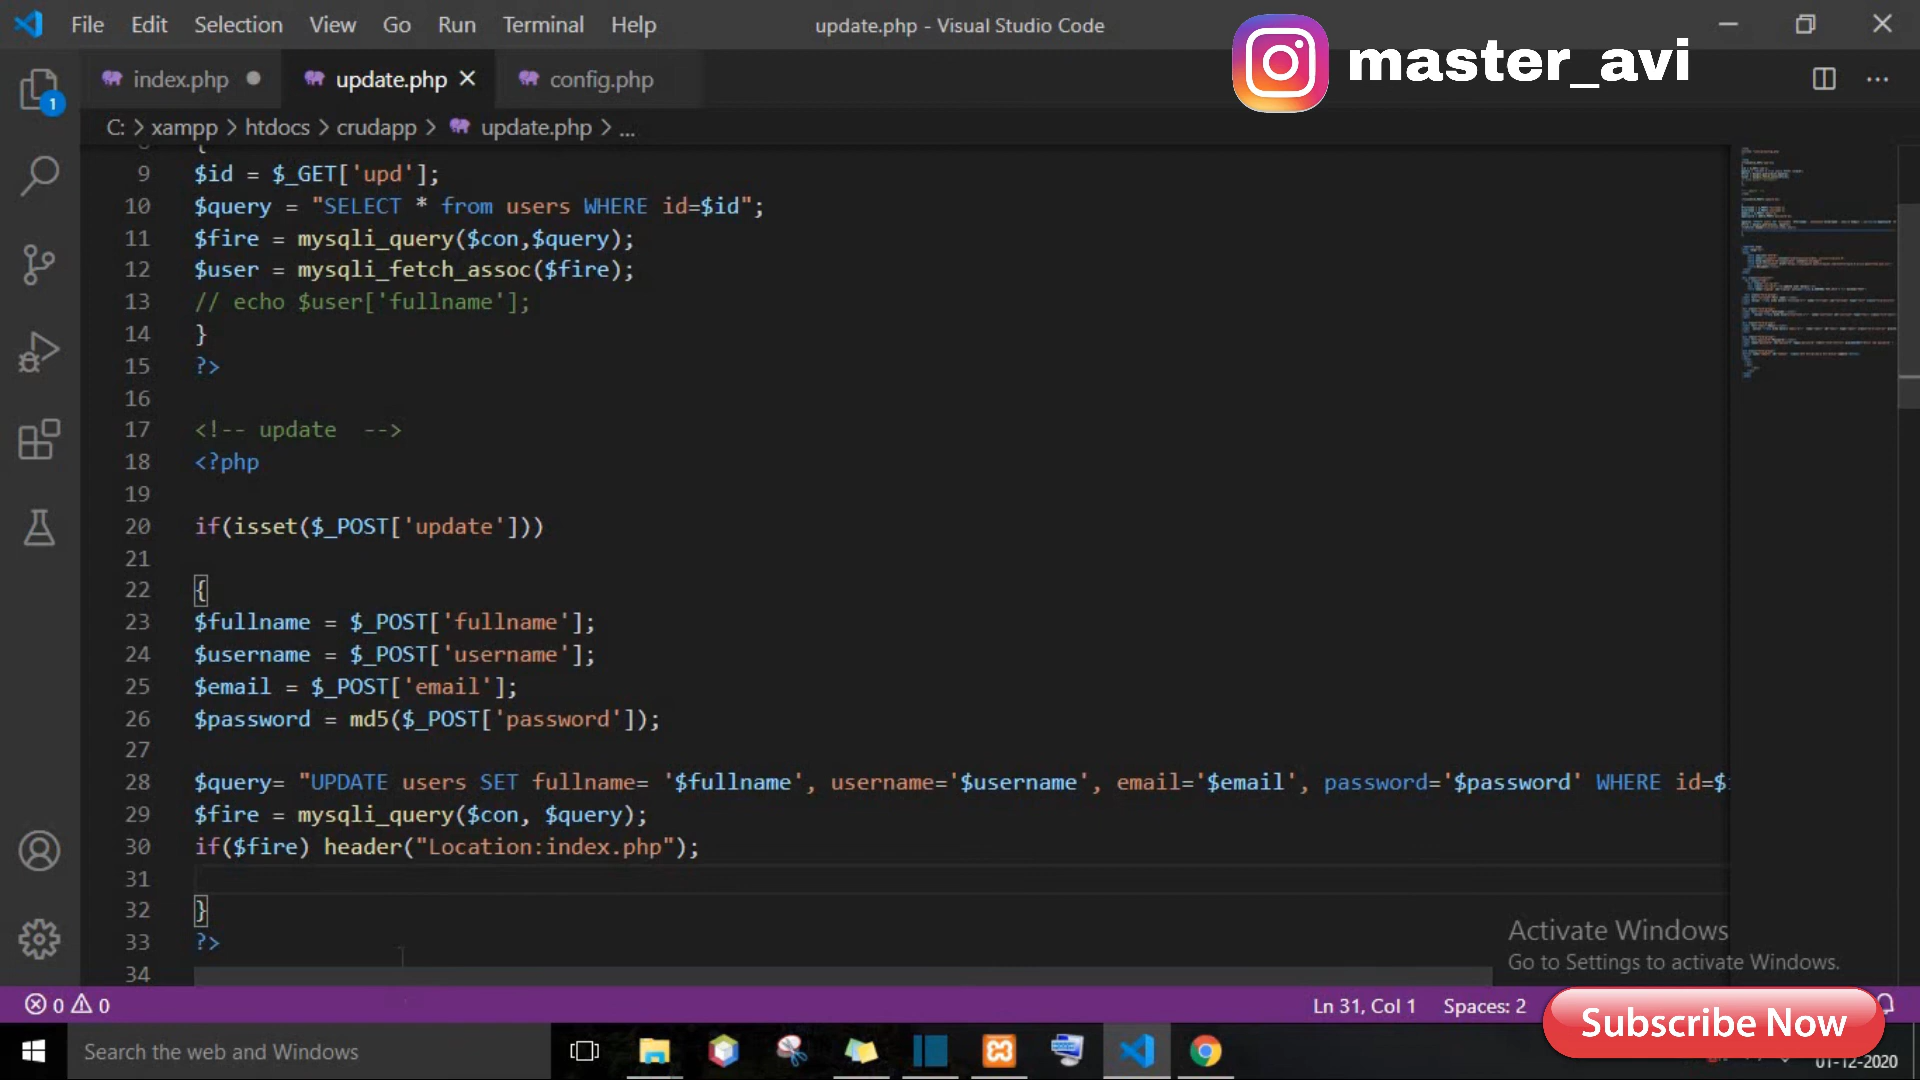 File Edit Selection View Go Run Terminal Help update.php - Visual Studio Code
master_avi
index.php update.php config.php
C: > xampp > htdocs > crudapp > update.php > ...
1
9 $id = $_GET['upd'];
10 $query = "SELECT * from users WHERE id=$id";
11 $fire = mysqli_query($con,$query);
12 $user = mysqli_fetch_assoc($fire);
13 // echo $user['fullname'];
14 }
15 ?>
16
17 <!-- update -->
18 <?php
19
20 if(isset($_POST['update']))
21
22 {
23 $fullname = $_POST['fullname'];
24 $username = $_POST['username'];
25 $email = $_POST['email'];
26 $password = md5($_POST['password']);
27
28 $query= "UPDATE users SET fullname= '$fullname', username='$username', email='$email', password='$password' WHERE id=$
29 $fire = mysqli_query($con, $query);
30 if($fire) header("Location:index.php");
31
32 }
33 ?>
34
Activate Windows
Go to Settings to activate Windows.
0 0 Ln 31, Col 1 Spaces: 2
Subscribe Now
Search the web and Windows
01-12-2020